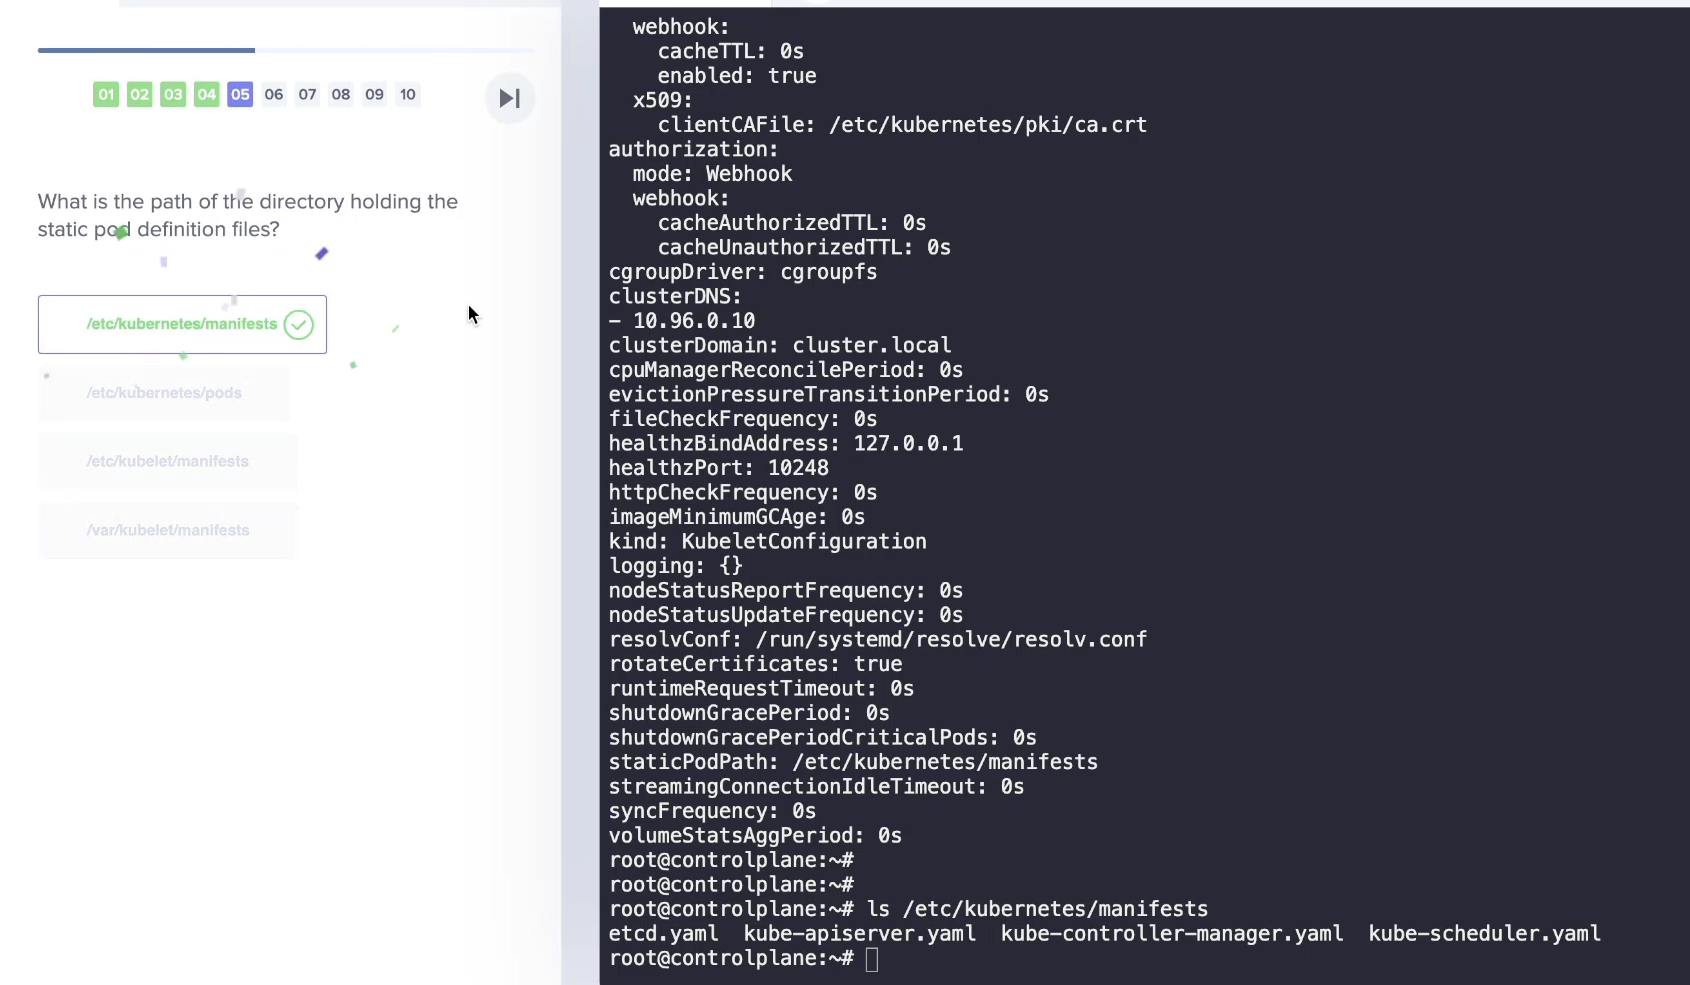 01 02 03 04 05 06 07 08 09 10
What is the path of the directory holding the
static pod definition files?
/etc/kubernetes/manifests
/etc/kubernetes/pods
/etc/kubelet/manifests
/var/kubelet/manifests
webhook:
cacheTTL: 0s
enabled: true
x509:
clientCAFile: /etc/kubernetes/pki/ca.crt
authorization:
mode: Webhook
webhook:
cacheAuthorizedTTL: 0s
cacheUnauthorizedTTL: 0s
cgroupDriver: cgroupfs
clusterDNS:
- 10.96.0.10
clusterDomain: cluster.local
cpuManagerReconcilePeriod: 0s
evictionPressureTransitionPeriod: 0s
fileCheckFrequency: 0s
healthzBindAddress: 127.0.0.1
healthzPort: 10248
httpCheckFrequency: 0s
imageMinimumGCAge: 0s
kind: KubeletConfiguration
logging: {}
nodeStatusReportFrequency: 0s
nodeStatusUpdateFrequency: 0s
resolvConf: /run/systemd/resolve/resolv.conf
rotateCertificates: true
runtimeRequestTimeout: 0s
shutdownGracePeriod: 0s
shutdownGracePeriodCriticalPods: 0s
staticPodPath: /etc/kubernetes/manifests
streamingConnectionIdleTimeout: 0s
syncFrequency: 0s
volumeStatsAggPeriod: 0s
root@controlplane:~#
root@controlplane:~#
root@controlplane:~# ls /etc/kubernetes/manifests
etcd.yaml  kube-apiserver.yaml  kube-controller-manager.yaml  kube-scheduler.yaml
root@controlplane:~#